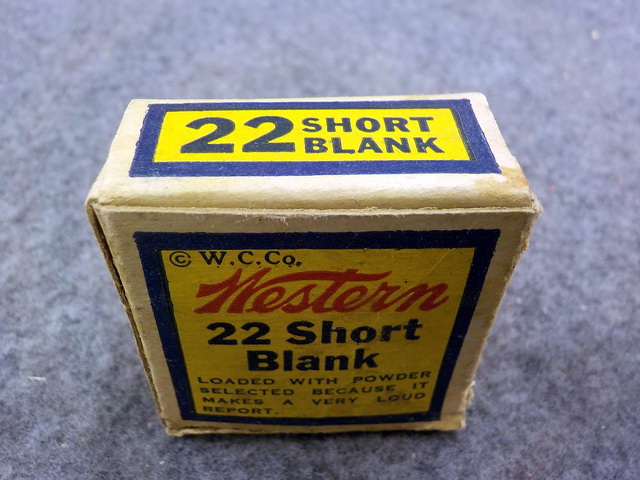 22 SHORT
BLANK
© W.C.Co.
Western
22 Short
Blank
LOADED WITH POWDER
SELECTED BECAUSE IT
MAKES A VERY LOUD
REPORT.